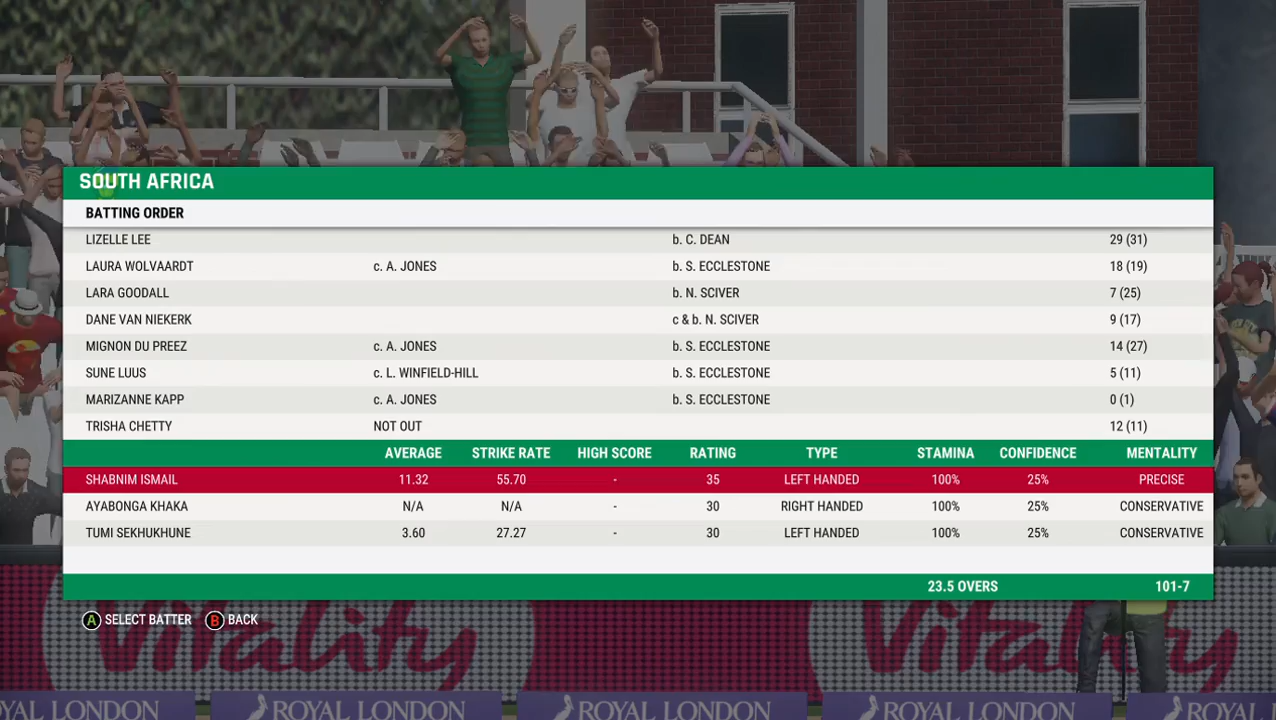 SOUTH AFRICA
BATTING ORDER
LIZELLE LEE b. C. DEAN 29 (31)
LAURA WOLVAARDT c. A. JONES b. S. ECCLESTONE 18 (19)
LARA GOODALL b. N. SCIVER 7 (25)
DANE VAN NIEKERK c & b. N. SCIVER 9 (17)
MIGNON DU PREEZ c. A. JONES b. S. ECCLESTONE 14 (27)
SUNE LUUS c. L. WINFIELD-HILL b. S. ECCLESTONE 5 (11)
MARIZANNE KAPP c. A. JONES b. S. ECCLESTONE 0 (1)
TRISHA CHETTY NOT OUT 12 (11)
AVERAGE STRIKE RATE HIGH SCORE RATING TYPE STAMINA CONFIDENCE MENTALITY
SHABNIM ISMAIL 11.32 55.70 - 35 LEFT HANDED 100% 25% PRECISE
AYABONGA KHAKA N/A N/A - 30 RIGHT HANDED 100% 25% CONSERVATIVE
TUMI SEKHUKHUNE 3.60 27.27 - 30 LEFT HANDED 100% 25% CONSERVATIVE
23.5 OVERS 101-7
A SELECT BATTER B BACK
Vitality Vitality
YAL LONDON ROYAL LONDON ROYAL LONDON ROYAL LONDON ROYAL